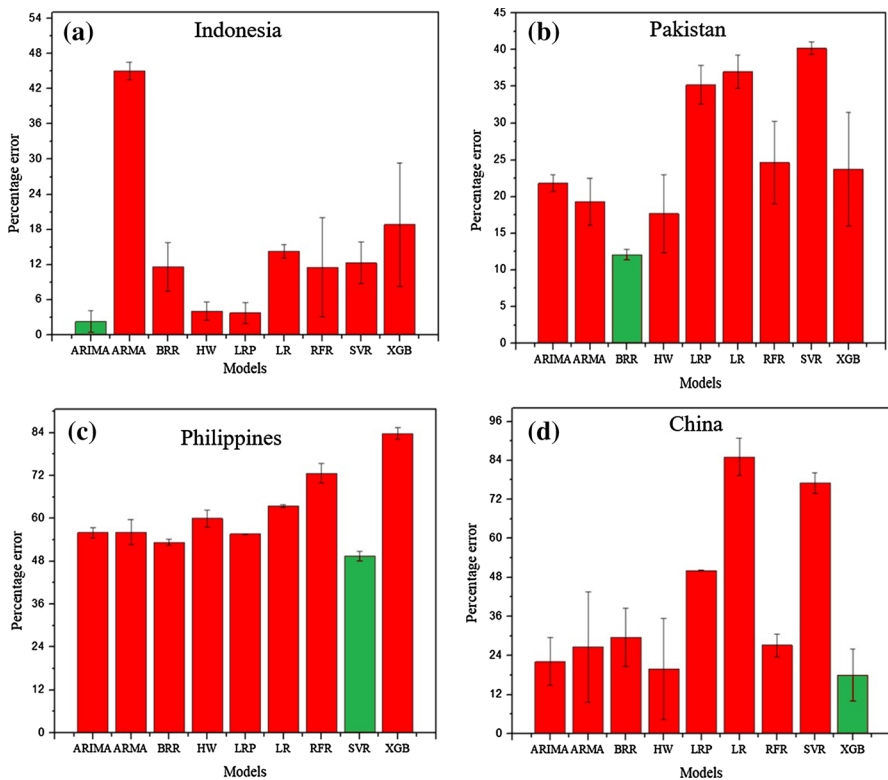 (a) Indonesia
Percentage error
54
48
42
36
30
24
18
12
6
0
ARIMA ARMA BRR HW LRP LR RFR SVR XGB
Models
(b) Pakistan
Percentage error
45
40
35
30
25
20
15
10
5
0
ARIMA ARMA BRR HW LRP LR RFR SVR XGB
Models
(c) Philippines
Percentage error
84
72
60
48
36
24
12
0
ARIMA ARMA BRR HW LRP LR RFR SVR XGB
Models
(d) China
Percentage error
96
84
72
60
48
36
24
12
0
ARIMA ARMA BRR HW LRP LR RFR SVR XGB
Models